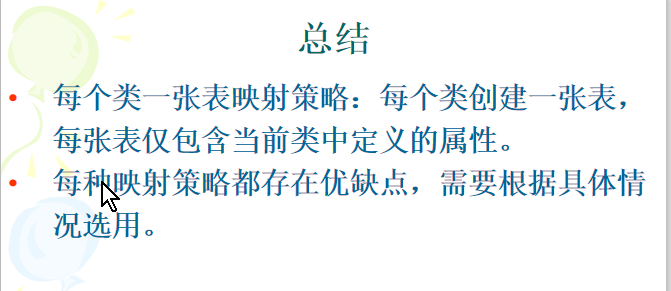 总结
每个类一张表映射策略：每个类创建一张表，
每张表仅包含当前类中定义的属性。
每种映射策略都存在优缺点，需要根据具体情
况选用。